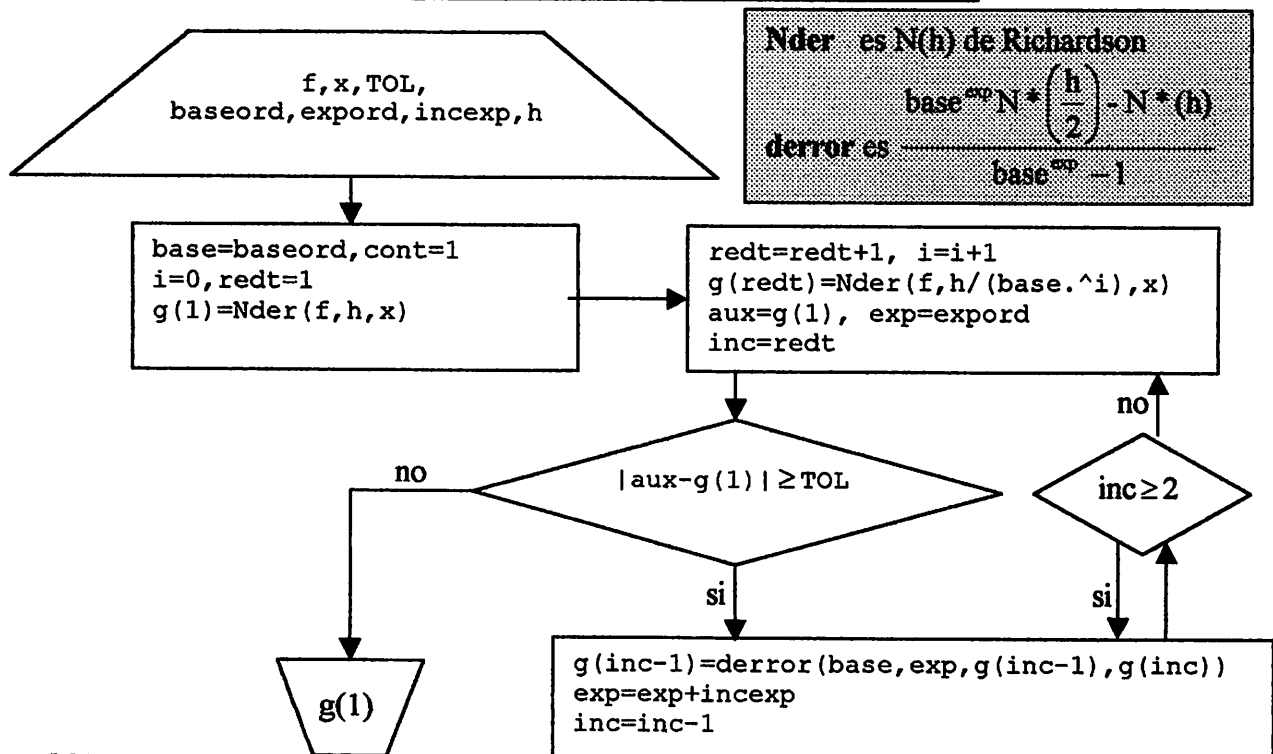 f,x,TOL,
baseord,expord,incexp,h
Nder es N(h) de Richardson
derror es base^exp N*(h/2) - N*(h) / base^exp - 1
base=baseord,cont=1
i=0,redt=1
g(1)=Nder(f,h,x)
redt=redt+1, i=i+1
g(redt)=Nder(f,h/(base.^i),x)
aux=g(1), exp=expord
inc=redt
|aux-g(1)|≥TOL
no
si
inc≥2
no
si
g(inc-1)=derror(base,exp,g(inc-1),g(inc))
exp=exp+incexp
inc=inc-1
g(1)